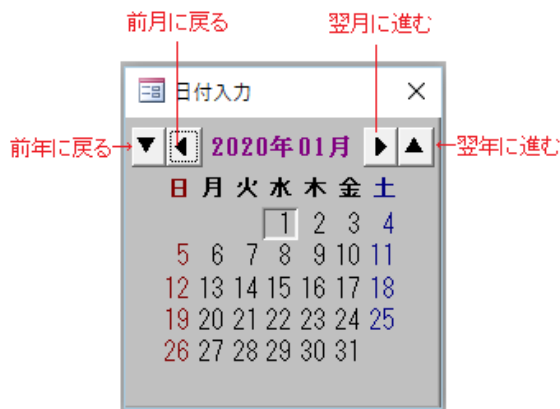 前月に戻る 翌月に進む
日付入力 ×
前年に戻る→ ▼ ◀ 2020年01月 ▶ ▲ ←翌年に進む
日 月 火 水 木 金 土
1 2 3 4
5 6 7 8 9 10 11
12 13 14 15 16 17 18
19 20 21 22 23 24 25
26 27 28 29 30 31